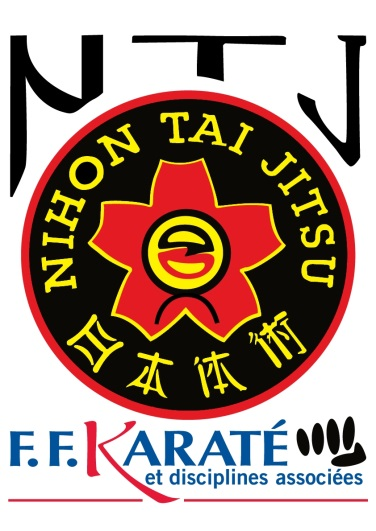 NTJ
NIHON TAI JITSU
日本体術
F.F.KARATÉ
et disciplines associées